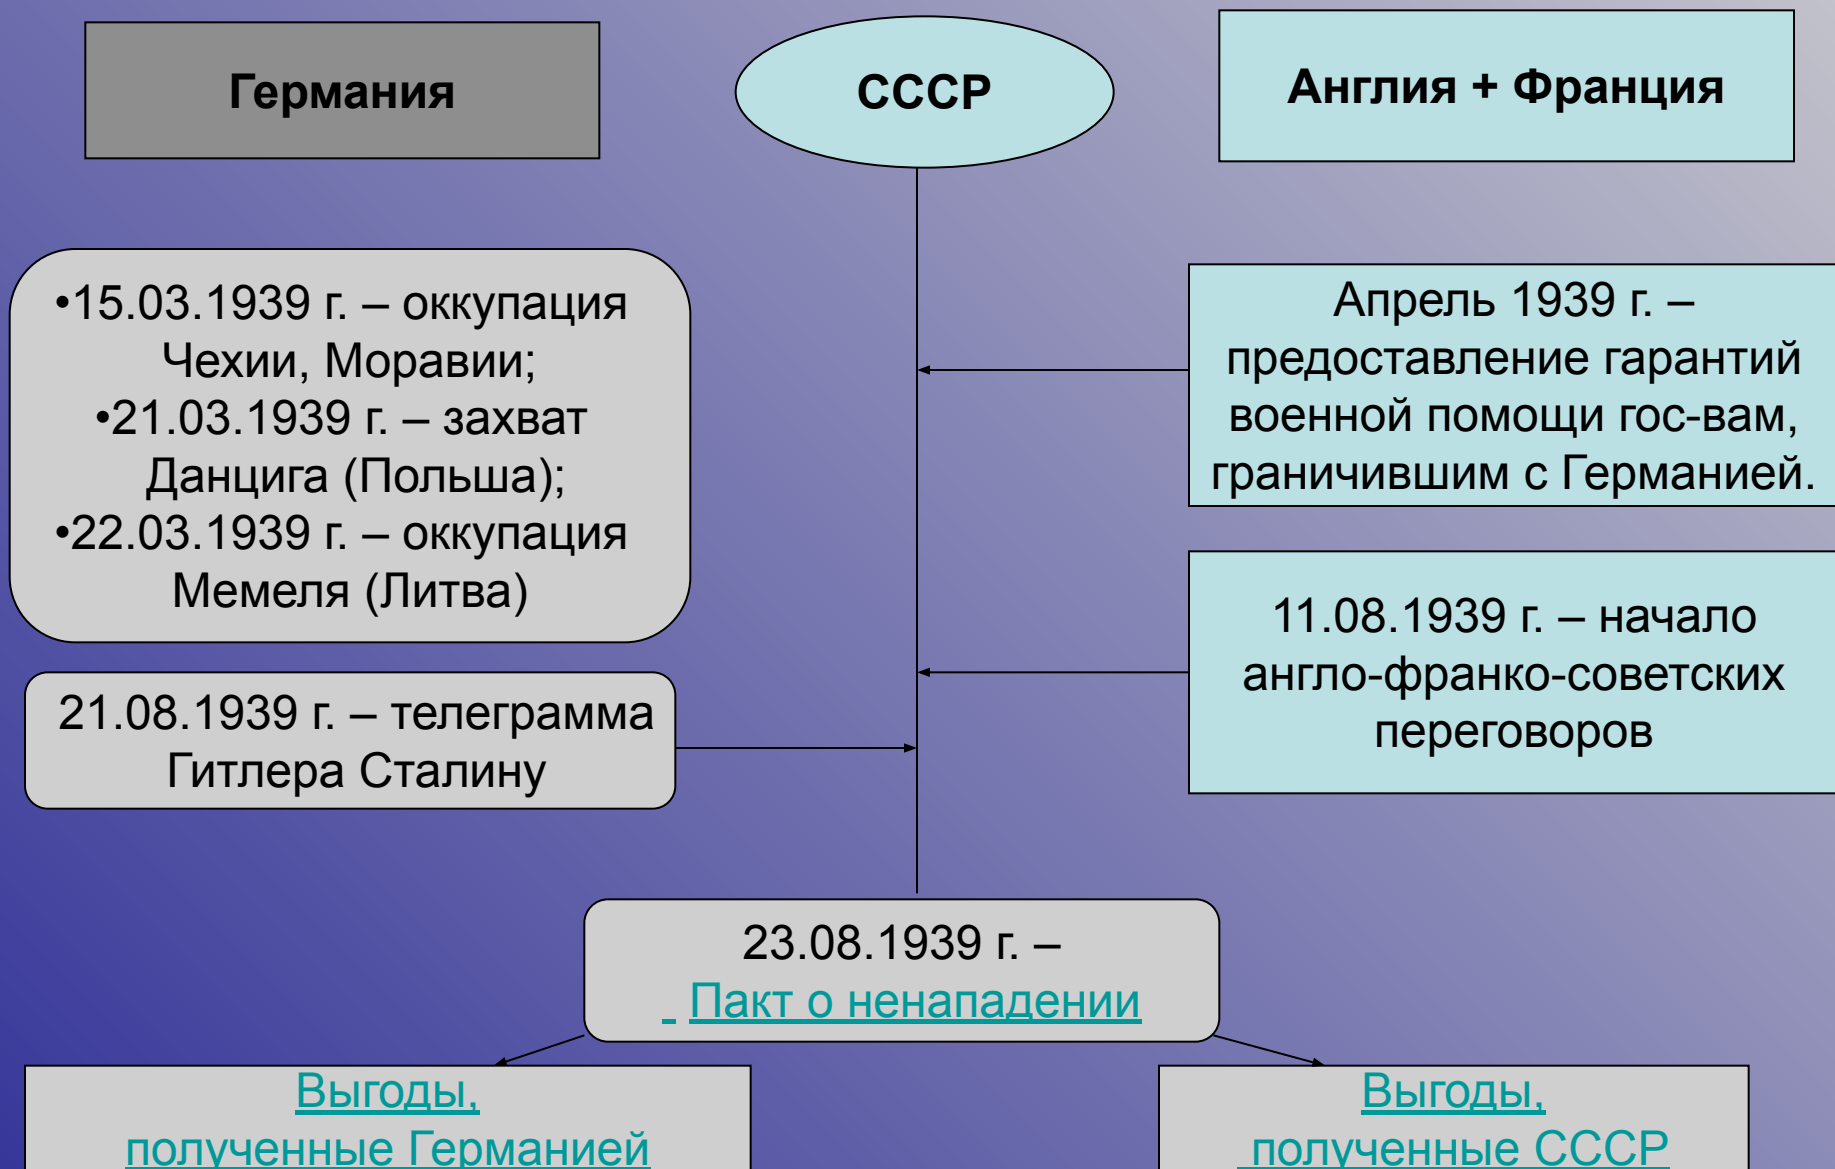 Германия
СССР
Англия + Франция
•15.03.1939 г. – оккупация
Чехии, Моравии;
•21.03.1939 г. – захват
Данцига (Польша);
•22.03.1939 г. – оккупация
Мемеля (Литва)
Апрель 1939 г. –
предоставление гарантий
военной помощи гос-вам,
граничившим с Германией.
11.08.1939 г. – начало
англо-франко-советских
переговоров
21.08.1939 г. – телеграмма
Гитлера Сталину
23.08.1939 г. –
Пакт о ненападении
Выгоды,
полученные Германией
Выгоды,
полученные СССР